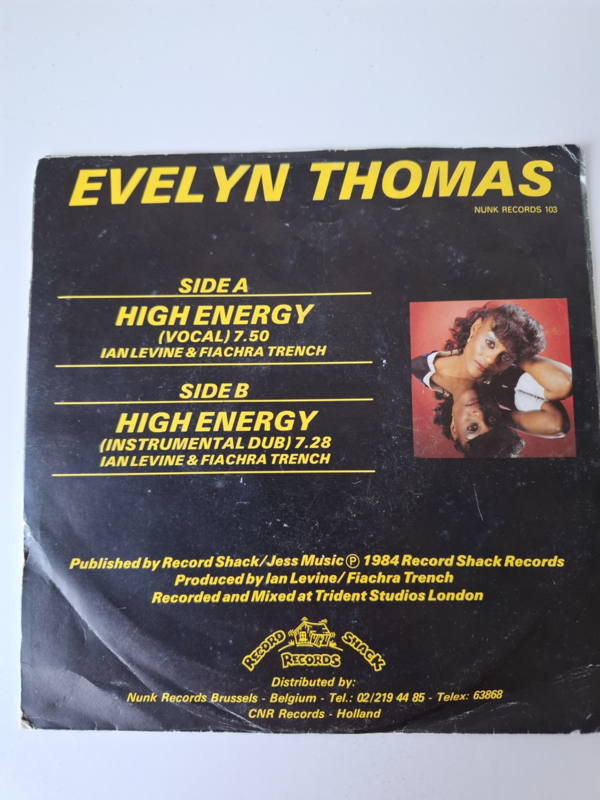 EVELYN THOMAS
NUNK RECORDS 103
SIDE A
HIGH ENERGY
(VOCAL) 7.50
IAN LEVINE & FIACHRA TRENCH
SIDE B
HIGH ENERGY
(INSTRUMENTAL DUB) 7.28
IAN LEVINE & FIACHRA TRENCH
Published by Record Shack/Jess Music ℗ 1984 Record Shack Records
Produced by Ian Levine/Fiachra Trench
Recorded and Mixed at Trident Studios London
RECORD SHACK
RECORDS
Distributed by:
Nunk Records Brussels - Belgium - Tel.: 02/219 44 85 - Telex: 63868
CNR Records - Holland